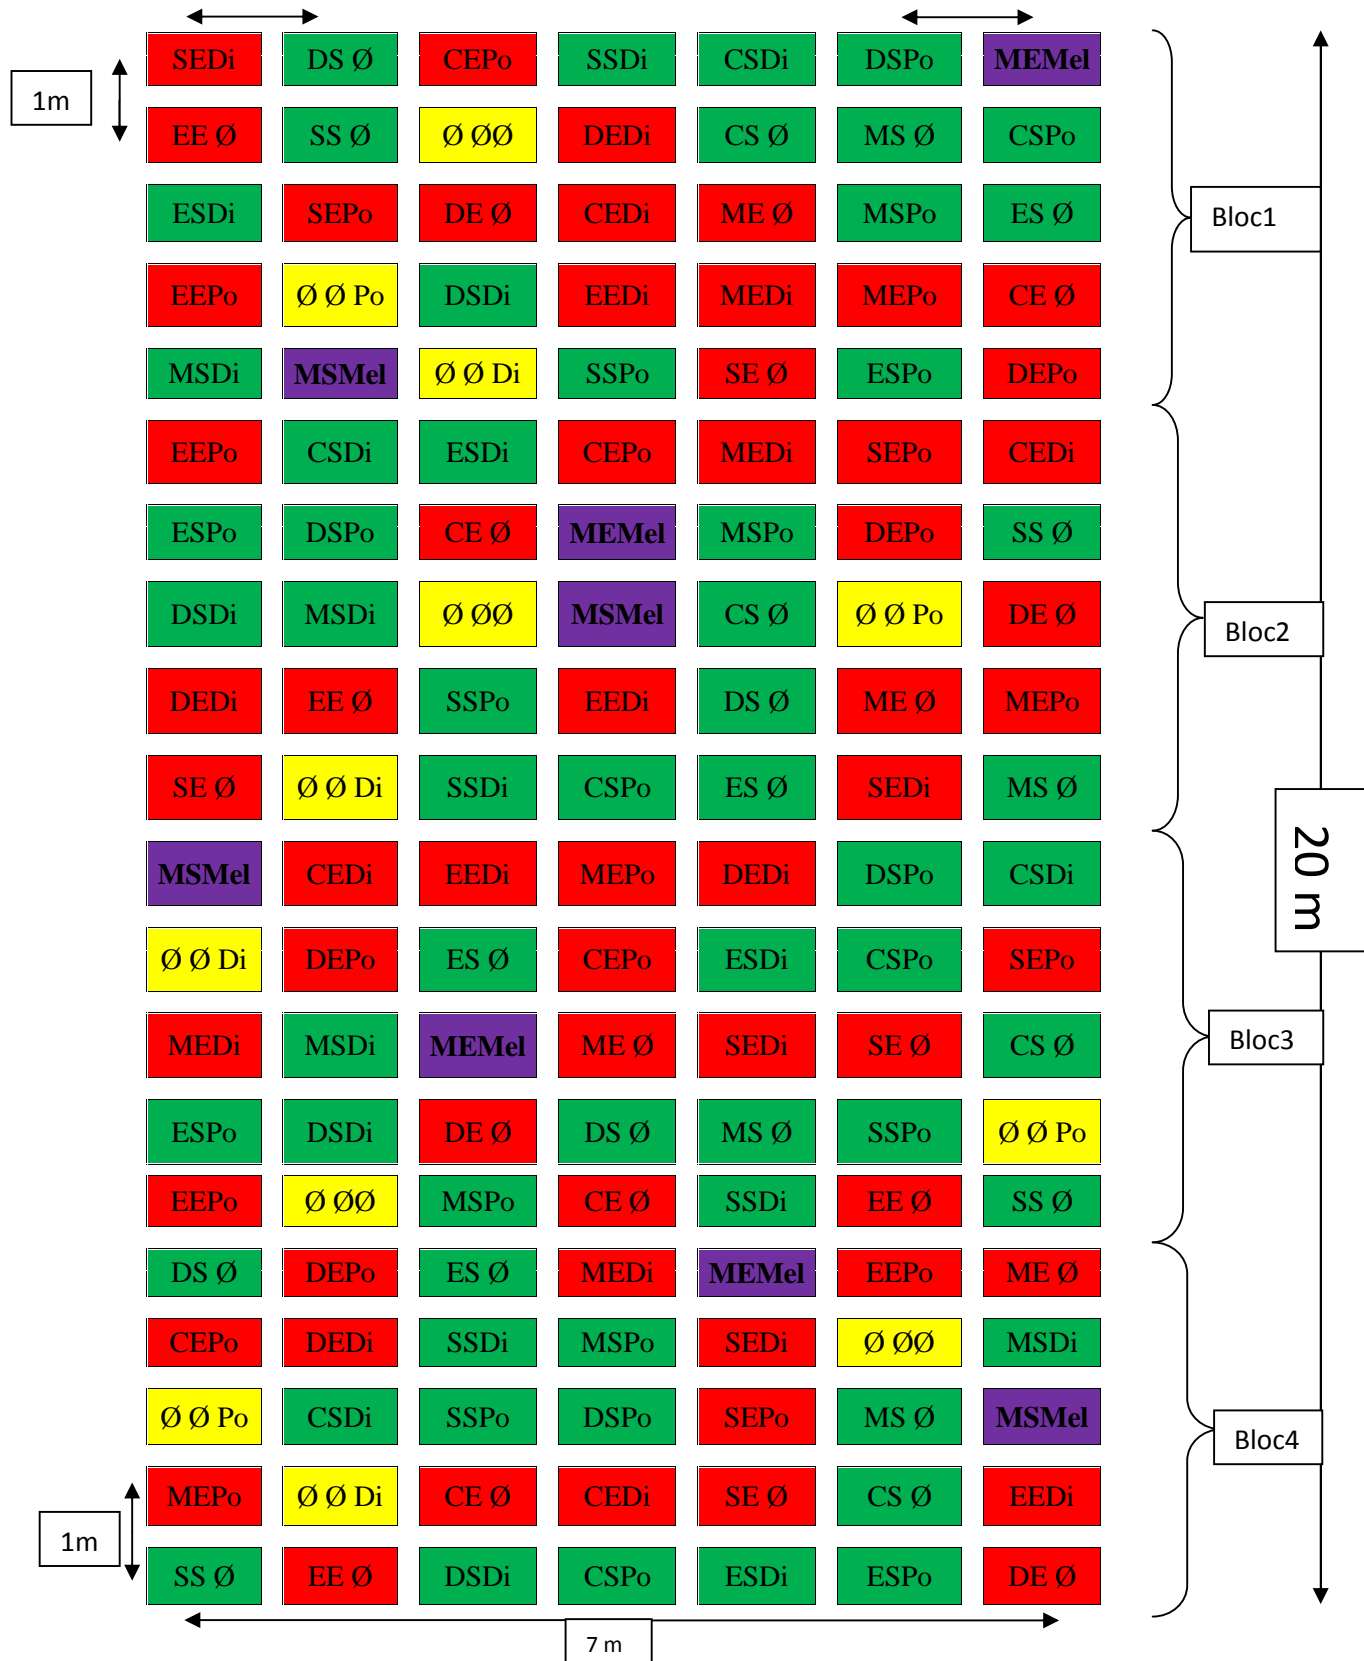 SEDi DS Ø CEPo SSDi CSDi DSPo MEMel
1m
EE Ø SS Ø Ø ØØ DEDi CS Ø MS Ø CSPo
ESDi SEPo DE Ø CEDi ME Ø MSPo ES Ø
Bloc1
EEPo Ø Ø Po DSDi EEDi MEDi MEPo CE Ø
MSDi MSMel Ø Ø Di SSPo SE Ø ESPo DEPo
EEPo CSDi ESDi CEPo MEDi SEPo CEDi
ESPo DSPo CE Ø MEMel MSPo DEPo SS Ø
DSDi MSDi Ø ØØ MSMel CS Ø Ø Ø Po DE Ø
Bloc2
DEDi EE Ø SSPo EEDi DS Ø ME Ø MEPo
SE Ø Ø Ø Di SSDi CSPo ES Ø SEDi MS Ø
20 m
MSMel CEDi EEDi MEPo DEDi DSPo CSDi
Ø Ø Di DEPo ES Ø CEPo ESDi CSPo SEPo
MEDi MSDi MEMel ME Ø SEDi SE Ø CS Ø
Bloc3
ESPo DSDi DE Ø DS Ø MS Ø SSPo Ø Ø Po
EEPo Ø ØØ MSPo CE Ø SSDi EE Ø SS Ø
DS Ø DEPo ES Ø MEDi MEMel EEPo ME Ø
CEPo DEDi SSDi MSPo SEDi Ø ØØ MSDi
Ø Ø Po CSDi SSPo DSPo SEPo MS Ø MSMel
Bloc4
MEPo Ø Ø Di CE Ø CEDi SE Ø CS Ø EEDi
1m
SS Ø EE Ø DSDi CSPo ESDi ESPo DE Ø
7 m